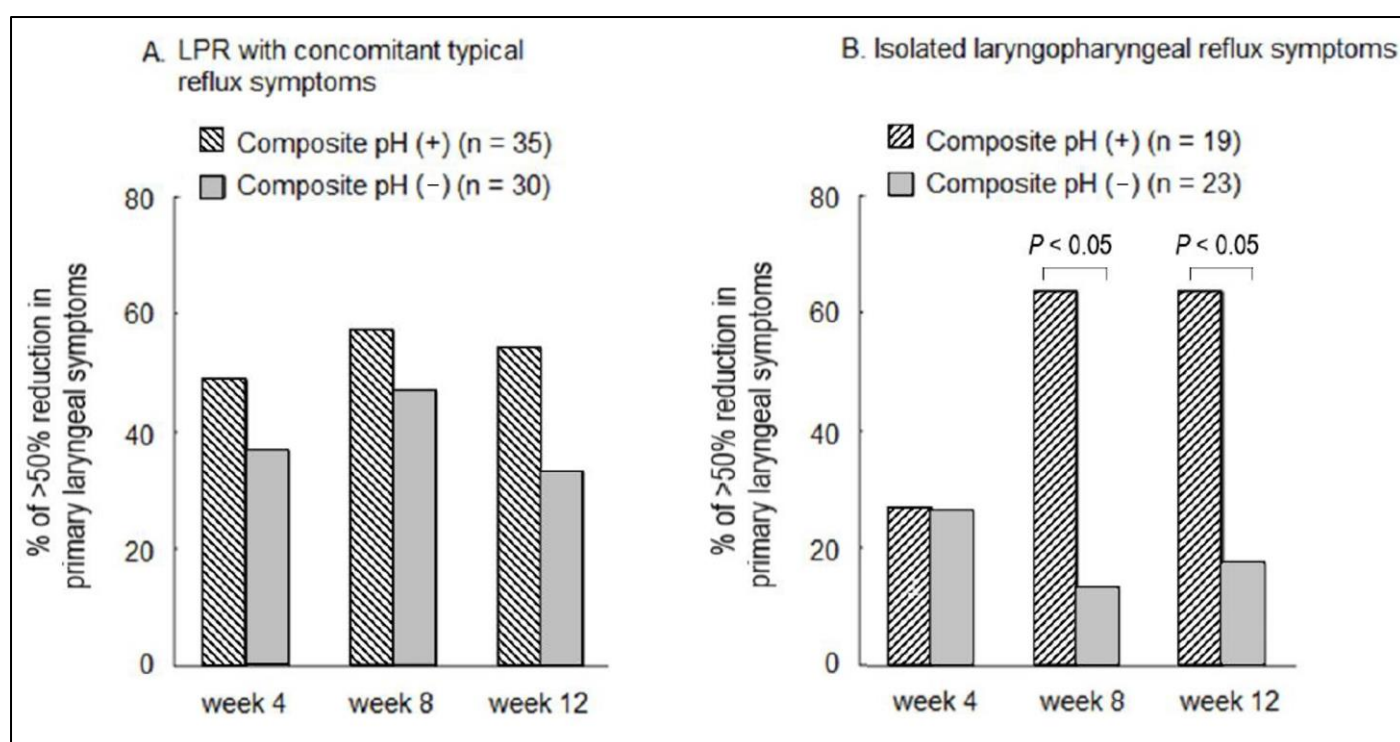 A. LPR with concomitant typical
reflux symptoms
Composite pH (+) (n = 35)
Composite pH (−) (n = 30)
% of >50% reduction in
primary laryngeal symptoms
80
60
40
20
0
week 4
week 8
week 12
B. Isolated laryngopharyngeal reflux symptoms
Composite pH (+) (n = 19)
Composite pH (−) (n = 23)
% of >50% reduction in
primary laryngeal symptoms
80
60
40
20
0
P < 0.05
P < 0.05
week 4
week 8
week 12